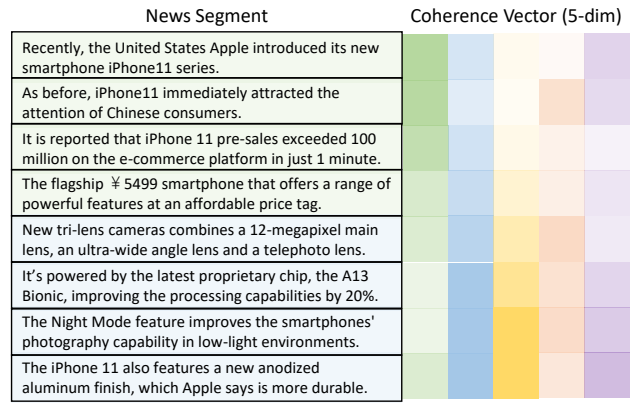 News Segment
Coherence Vector (5-dim)
Recently, the United States Apple introduced its new
smartphone iPhone11 series.
As before, iPhone11 immediately attracted the
attention of Chinese consumers.
It is reported that iPhone 11 pre-sales exceeded 100
million on the e-commerce platform in just 1 minute.
The flagship ¥5499 smartphone that offers a range of
powerful features at an affordable price tag.
New tri-lens cameras combines a 12-megapixel main
lens, an ultra-wide angle lens and a telephoto lens.
It's powered by the latest proprietary chip, the A13
Bionic, improving the processing capabilities by 20%.
The Night Mode feature improves the smartphones'
photography capability in low-light environments.
The iPhone 11 also features a new anodized
aluminum finish, which Apple says is more durable.